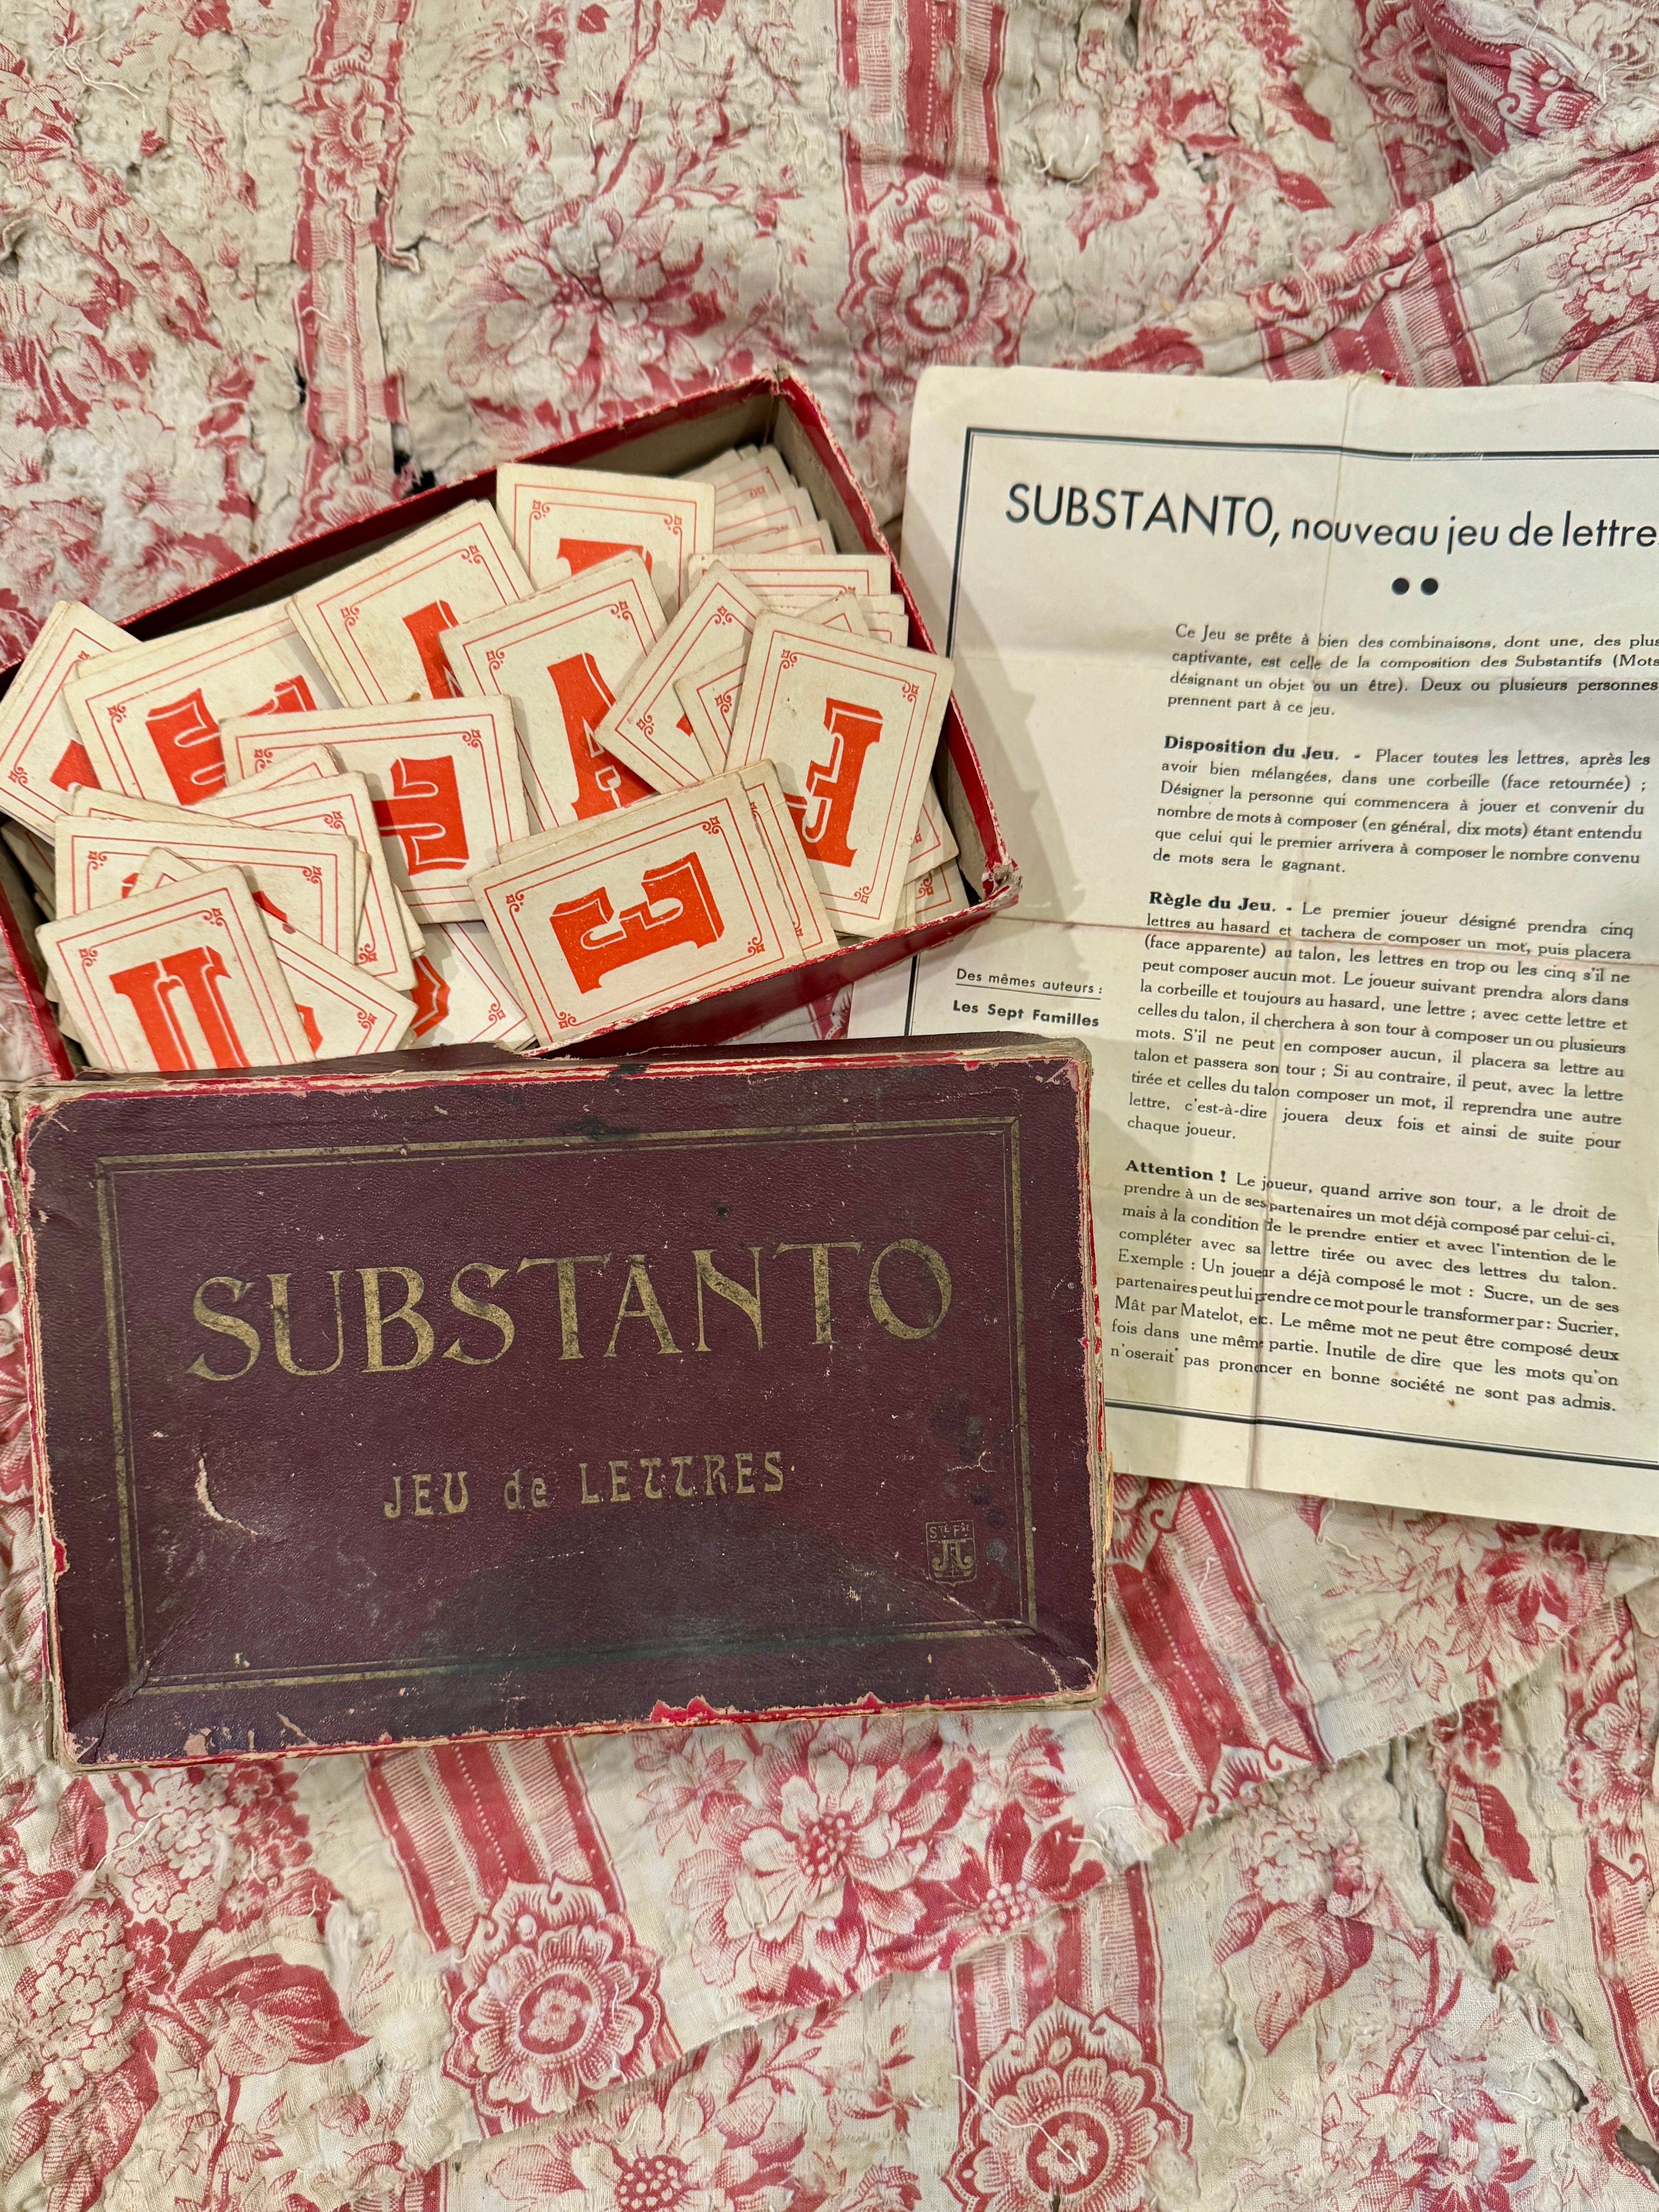 SUBSTANTO, nouveau jeu de lettre
Ce Jeu se prête à bien des combinaisons, dont une, des plus
captivante, est celle de la composition des Substantifs (Mots
désignant un objet ou un être). Deux ou plusieurs personnes
prennent part à ce jeu.
Disposition du Jeu. - Placer toutes les lettres, après les
avoir bien mélangées, dans une corbeille (face retournée) ;
Désigner la personne qui commencera à jouer et convenir du
nombre de mots à composer (en général, dix mots) étant entendu
que celui qui le premier arrivera à composer le nombre convenu
de mots sera le gagnant.
Règle du Jeu. - Le premier joueur désigné prendra cinq
lettres au hasard et tachera de composer un mot, puis placera
(face apparente) au talon, les lettres en trop ou les cinq s'il ne
peut composer aucun mot. Le joueur suivant prendra alors dans
la corbeille et toujours au hasard, une lettre ; avec cette lettre et
celles du talon, il cherchera à son tour à composer un ou plusieurs
mots. S'il ne peut en composer aucun, il placera sa lettre au
talon et passera son tour ; Si au contraire, il peut, avec la lettre
tirée et celles du talon composer un mot, il reprendra une autre
lettre, c'est-à-dire jouera deux fois et ainsi de suite pour
chaque joueur.
Attention ! Le joueur, quand arrive son tour, a le droit de
prendre à un de ses partenaires un mot déjà composé par celui-ci,
mais à la condition de le prendre entier et avec l'intention de le
compléter avec sa lettre tirée ou avec des lettres du talon.
Exemple : Un joueur a déjà composé le mot : Sucre, un de ses
partenaires peut lui prendre ce mot pour le transformer par : Sucrier,
Mât par Matelot, etc. Le même mot ne peut être composé deux
fois dans une même partie. Inutile de dire que les mots qu'on
n'oserait pas prononcer en bonne société ne sont pas admis.
Des mêmes auteurs :
Les Sept Familles
A
E
E
E
U
SUBSTANTO
JEU de LETTRES
STÉ FSE